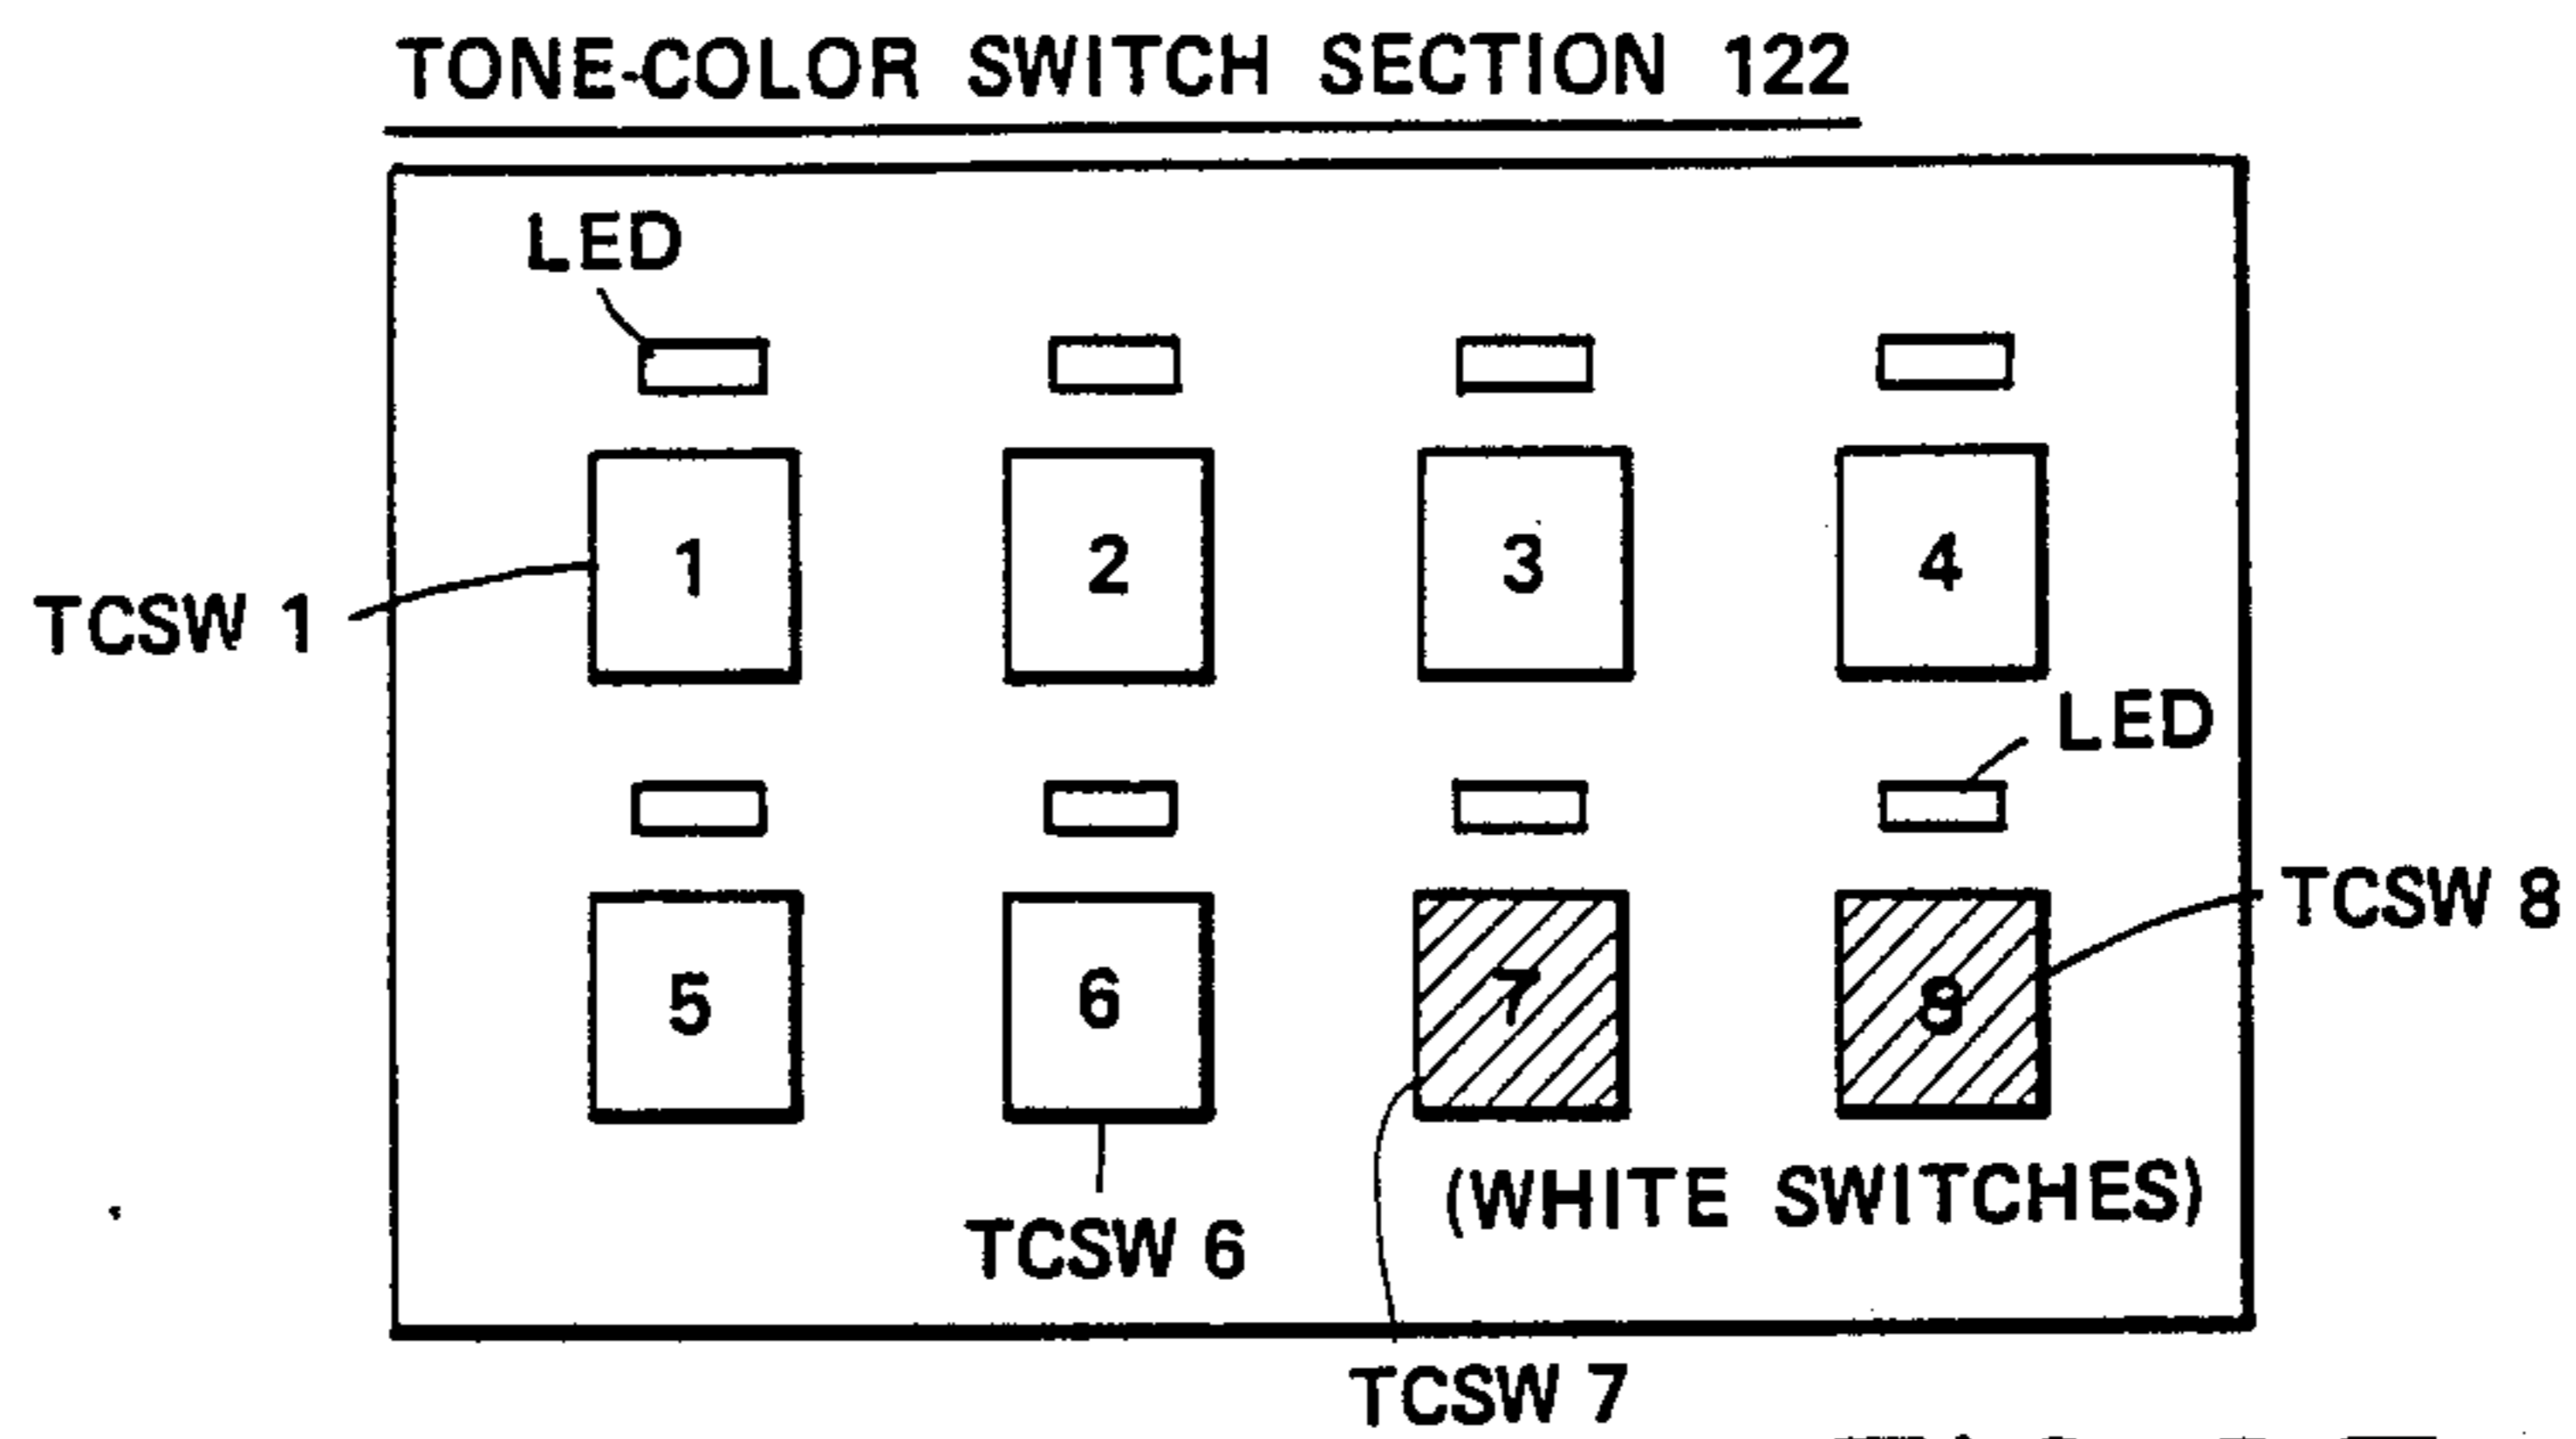 TONE-COLOR SWITCH SECTION 122
LED
1 2 3 4
TCSW 1
LED
5 6 7 8
TCSW 8
(WHITE SWITCHES)
TCSW 6
TCSW 7